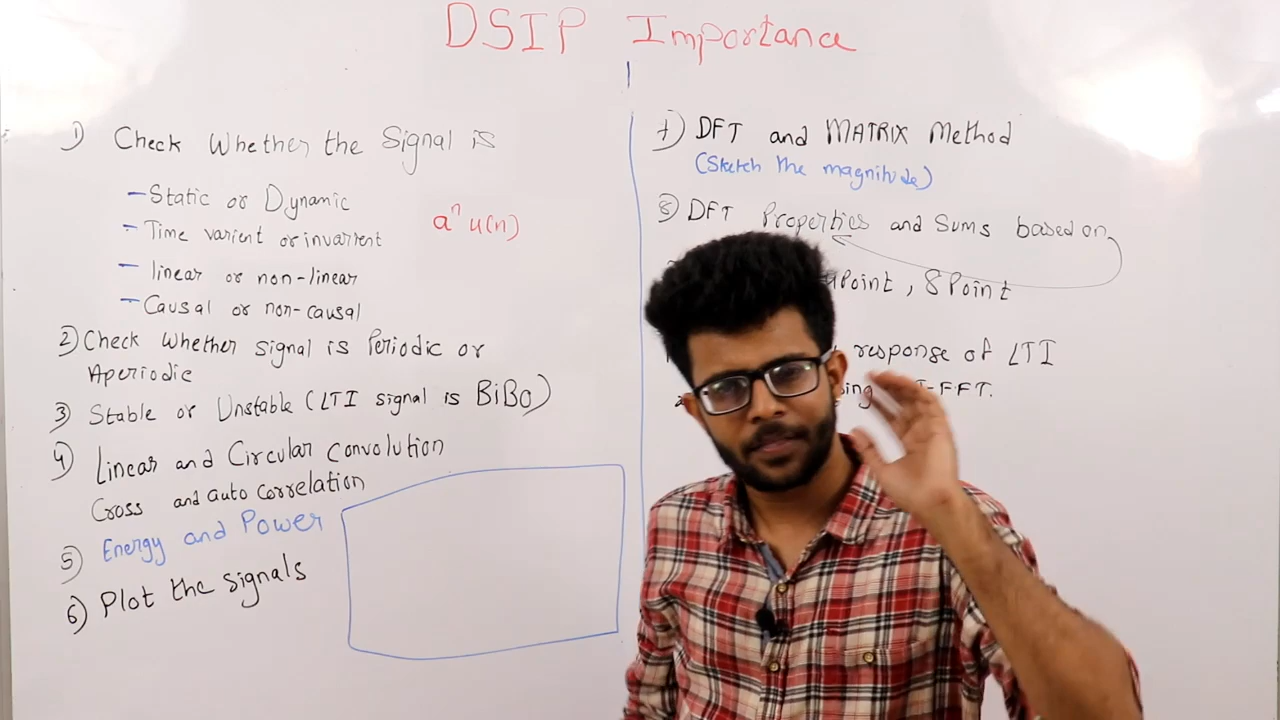 DSIP Importance
1) Check Whether the Signal is
- Static or Dynamic
- Time varient or invarient
- linear or non-linear
- Causal or non-causal
a^n u(n)
2) Check Whether signal is Periodic or
Aperiodic
3) Stable or Unstable (LTI signal is BiBo)
4) Linear and Circular convolution
Cross and auto correlation
5) Energy and Power
6) Plot the signals
7) DFT and MATRIX Method
(Sketch the magnitude)
8) DFT Properties and Sums based on
Point, 8 Point
response of LTI
-FFT.